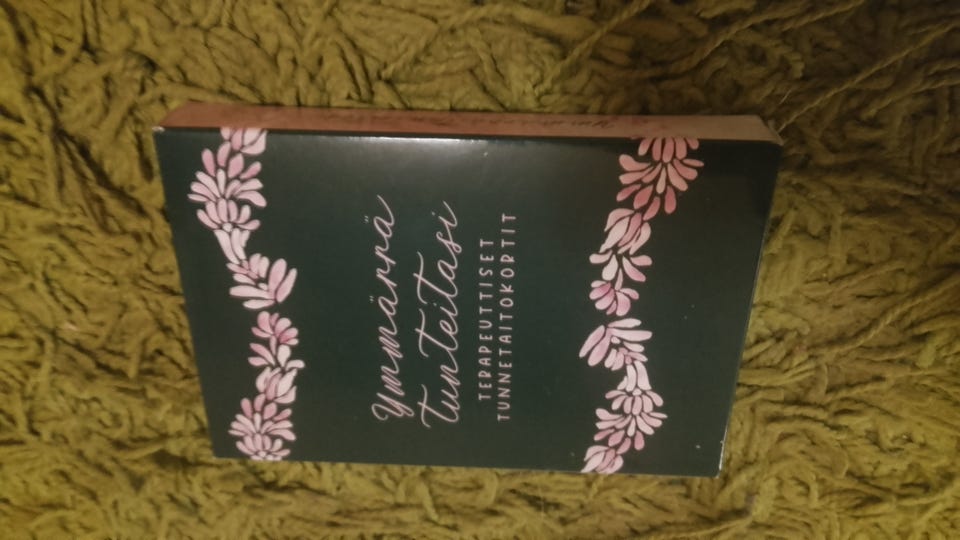 Ymmärrä
tunteitasi
TERAPEUTTISET
TUNNETAITOKORTIT